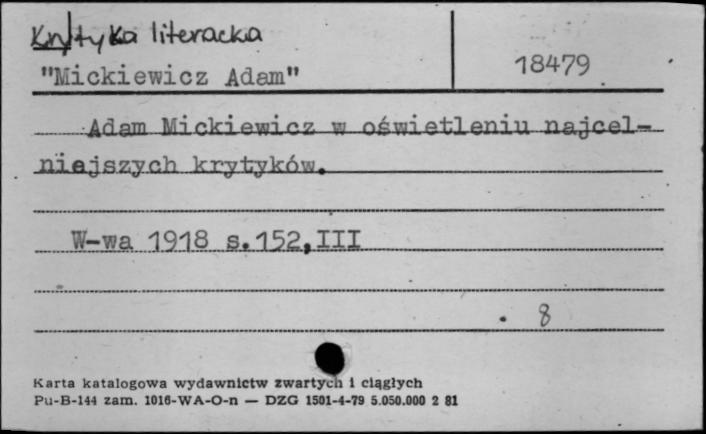 Krytyka literacka
"Mickiewicz Adam"
18479
Adam Mickiewicz w oświetleniu najcel-
niejszych krytyków.
W-wa 1918 s.152,III
8
Karta katalogowa wydawnictw zwartych i ciągłych
Pu-B-144 zam. 1016-WA-O-n — DZG 1501-4-79 5.050.000 2 81